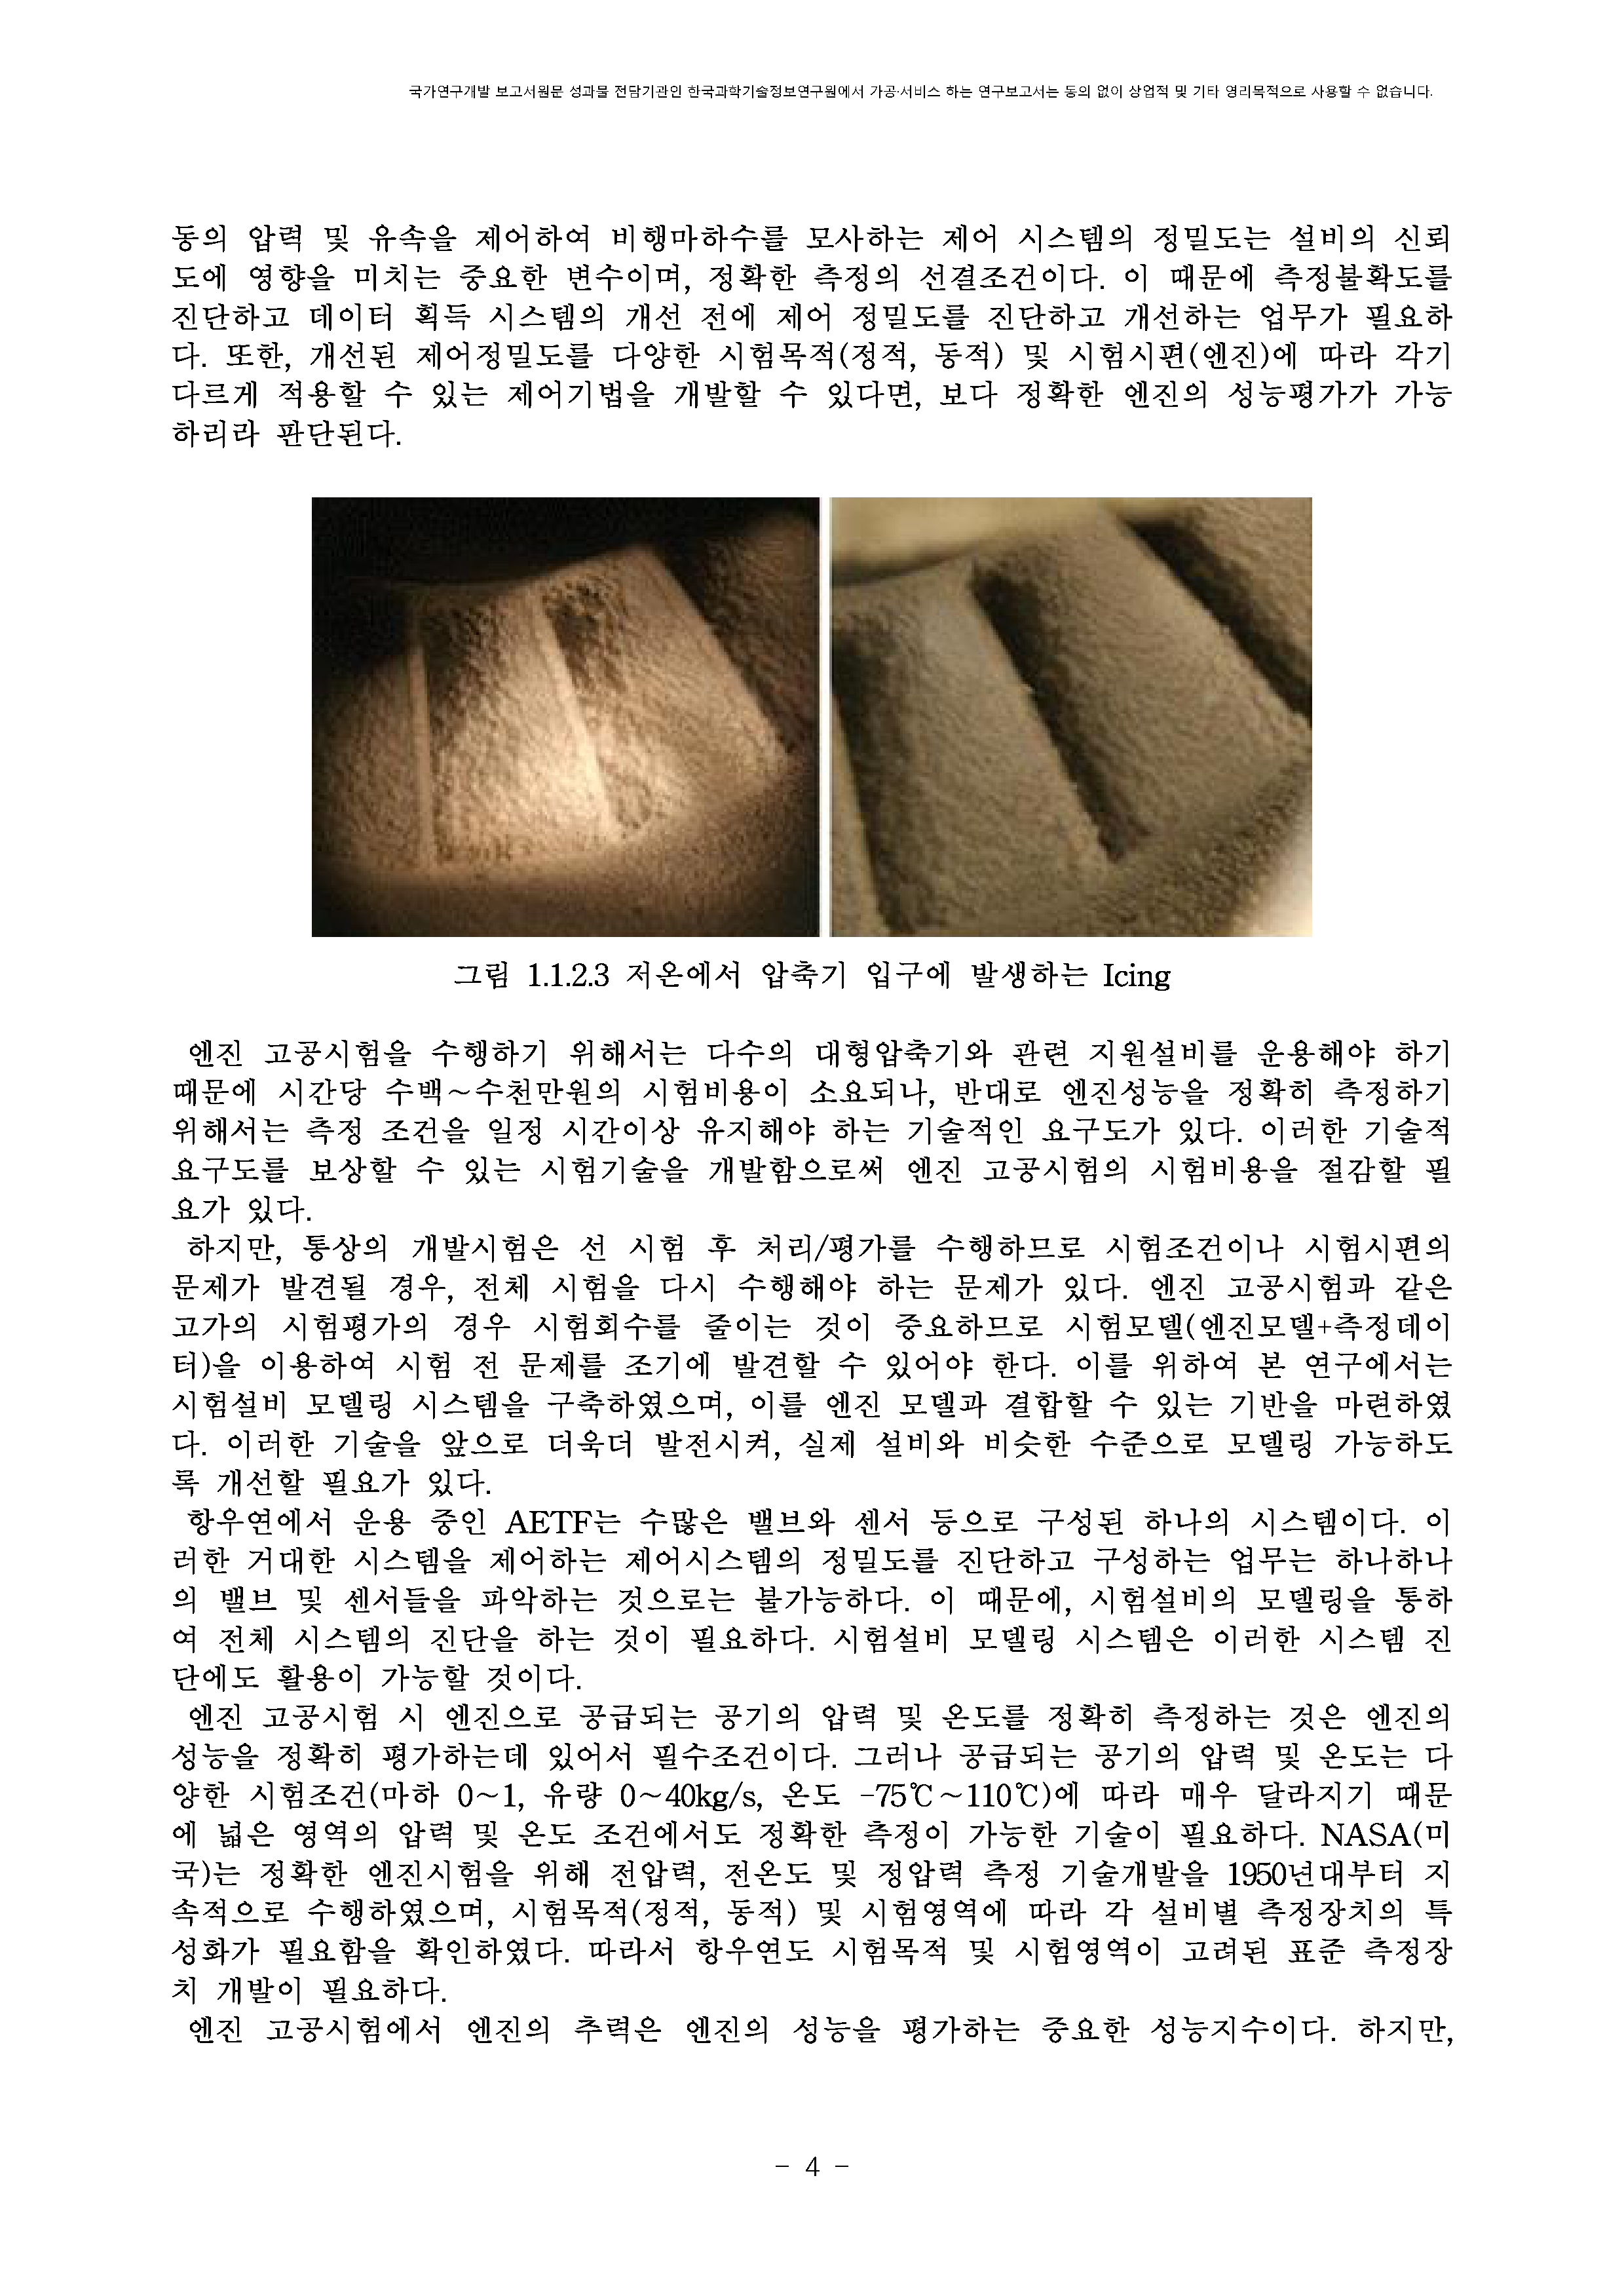 국가연구개발 보고서원문 성과물 전담기관인 한국과학기술정보연구원에서 가공·서비스 하는 연구보고서는 동의 없이 상업적 및 기타 영리목적으로 사용할 수 없습니다.
동의 압력 및 유속을 제어하여 비행마하수를 모사하는 제어 시스템의 정밀도는 설비의 신뢰
도에 영향을 미치는 중요한 변수이며, 정확한 측정의 선결조건이다. 이 때문에 측정불확도를
진단하고 데이터 획득 시스템의 개선 전에 제어 정밀도를 진단하고 개선하는 업무가 필요하
다. 또한, 개선된 제어정밀도를 다양한 시험목적(정적, 동적) 및 시험시편(엔진)에 따라 각기
다르게 적용할 수 있는 제어기법을 개발할 수 있다면, 보다 정확한 엔진의 성능평가가 가능
하리라 판단된다.
그림 1.1.2.3 저온에서 압축기 입구에 발생하는 Icing
엔진 고공시험을 수행하기 위해서는 다수의 대형압축기와 관련 지원설비를 운용해야 하기
때문에 시간당 수백~수천만원의 시험비용이 소요되나, 반대로 엔진성능을 정확히 측정하기
위해서는 측정 조건을 일정 시간이상 유지해야 하는 기술적인 요구도가 있다. 이러한 기술적
요구도를 보상할 수 있는 시험기술을 개발함으로써 엔진 고공시험의 시험비용을 절감할 필
요가 있다.
하지만, 통상의 개발시험은 선 시험 후 처리/평가를 수행하므로 시험조건이나 시험시편의
문제가 발견될 경우, 전체 시험을 다시 수행해야 하는 문제가 있다. 엔진 고공시험과 같은
고가의 시험평가의 경우 시험회수를 줄이는 것이 중요하므로 시험모델(엔진모델+측정데이
터)을 이용하여 시험 전 문제를 조기에 발견할 수 있어야 한다. 이를 위하여 본 연구에서는
시험설비 모델링 시스템을 구축하였으며, 이를 엔진 모델과 결합할 수 있는 기반을 마련하였
다. 이러한 기술을 앞으로 더욱더 발전시켜, 실제 설비와 비슷한 수준으로 모델링 가능하도
록 개선할 필요가 있다.
항우연에서 운용 중인 AETF는 수많은 밸브와 센서 등으로 구성된 하나의 시스템이다. 이
러한 거대한 시스템을 제어하는 제어시스템의 정밀도를 진단하고 구성하는 업무는 하나하나
의 밸브 및 센서들을 파악하는 것으로는 불가능하다. 이 때문에, 시험설비의 모델링을 통하
여 전체 시스템의 진단을 하는 것이 필요하다. 시험설비 모델링 시스템은 이러한 시스템 진
단에도 활용이 가능할 것이다.
엔진 고공시험 시 엔진으로 공급되는 공기의 압력 및 온도를 정확히 측정하는 것은 엔진의
성능을 정확히 평가하는데 있어서 필수조건이다. 그러나 공급되는 공기의 압력 및 온도는 다
양한 시험조건(마하 0~1, 유량 0~40kg/s, 온도 -75℃~110℃)에 따라 매우 달라지기 때문
에 넓은 영역의 압력 및 온도 조건에서도 정확한 측정이 가능한 기술이 필요하다. NASA(미
국)는 정확한 엔진시험을 위해 전압력, 전온도 및 정압력 측정 기술개발을 1950년대부터 지
속적으로 수행하였으며, 시험목적(정적, 동적) 및 시험영역에 따라 각 설비별 측정장치의 특
성화가 필요함을 확인하였다. 따라서 항우연도 시험목적 및 시험영역이 고려된 표준 측정장
치 개발이 필요하다.
엔진 고공시험에서 엔진의 추력은 엔진의 성능을 평가하는 중요한 성능지수이다. 하지만,
- 4 -